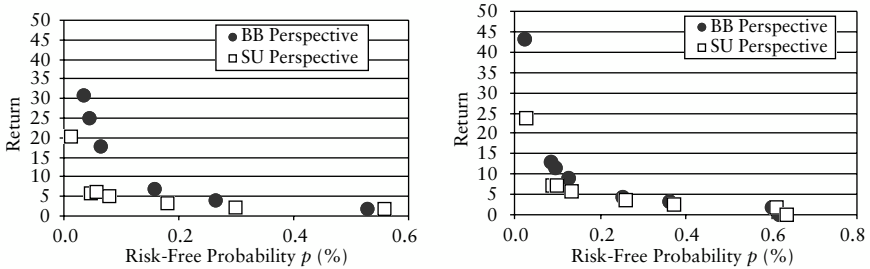 50
45
40
35
30
25
20
15
10
5
0
Return
BB Perspective
SU Perspective
0.0 0.2 0.4 0.6
Risk-Free Probability p (%)
50
45
40
35
30
25
20
15
10
5
0
Return
BB Perspective
SU Perspective
0.0 0.2 0.4 0.6 0.8
Risk-Free Probability p (%)